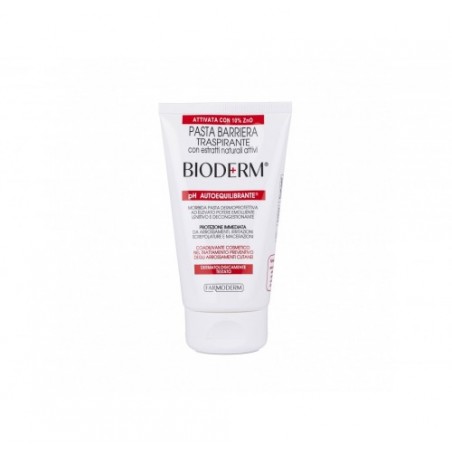 ATTIVATA CON 10% ZnO
PASTA BARRIERA
TRASPIRANTE
con estratti naturali attivi
BIODERM®
pH AUTOEQUILIBRANTE®
MORBIDA PASTA DERMOPROTETTIVA
AD ELEVATO POTERE EMOLLIENTE
LENITIVO E DECONGESTIONANTE
PROTEZIONE IMMEDIATA
DA ARROSSAMENTI, IRRITAZIONI
SCREPOLATURE E MACERAZIONI
COADIUVANTE COSMETICO
NEL TRATTAMENTO PREVENTIVO
DEGLI ARROSSAMENTI CUTANEI
DERMATOLOGICAMENTE
TESTATO
FARMODERM